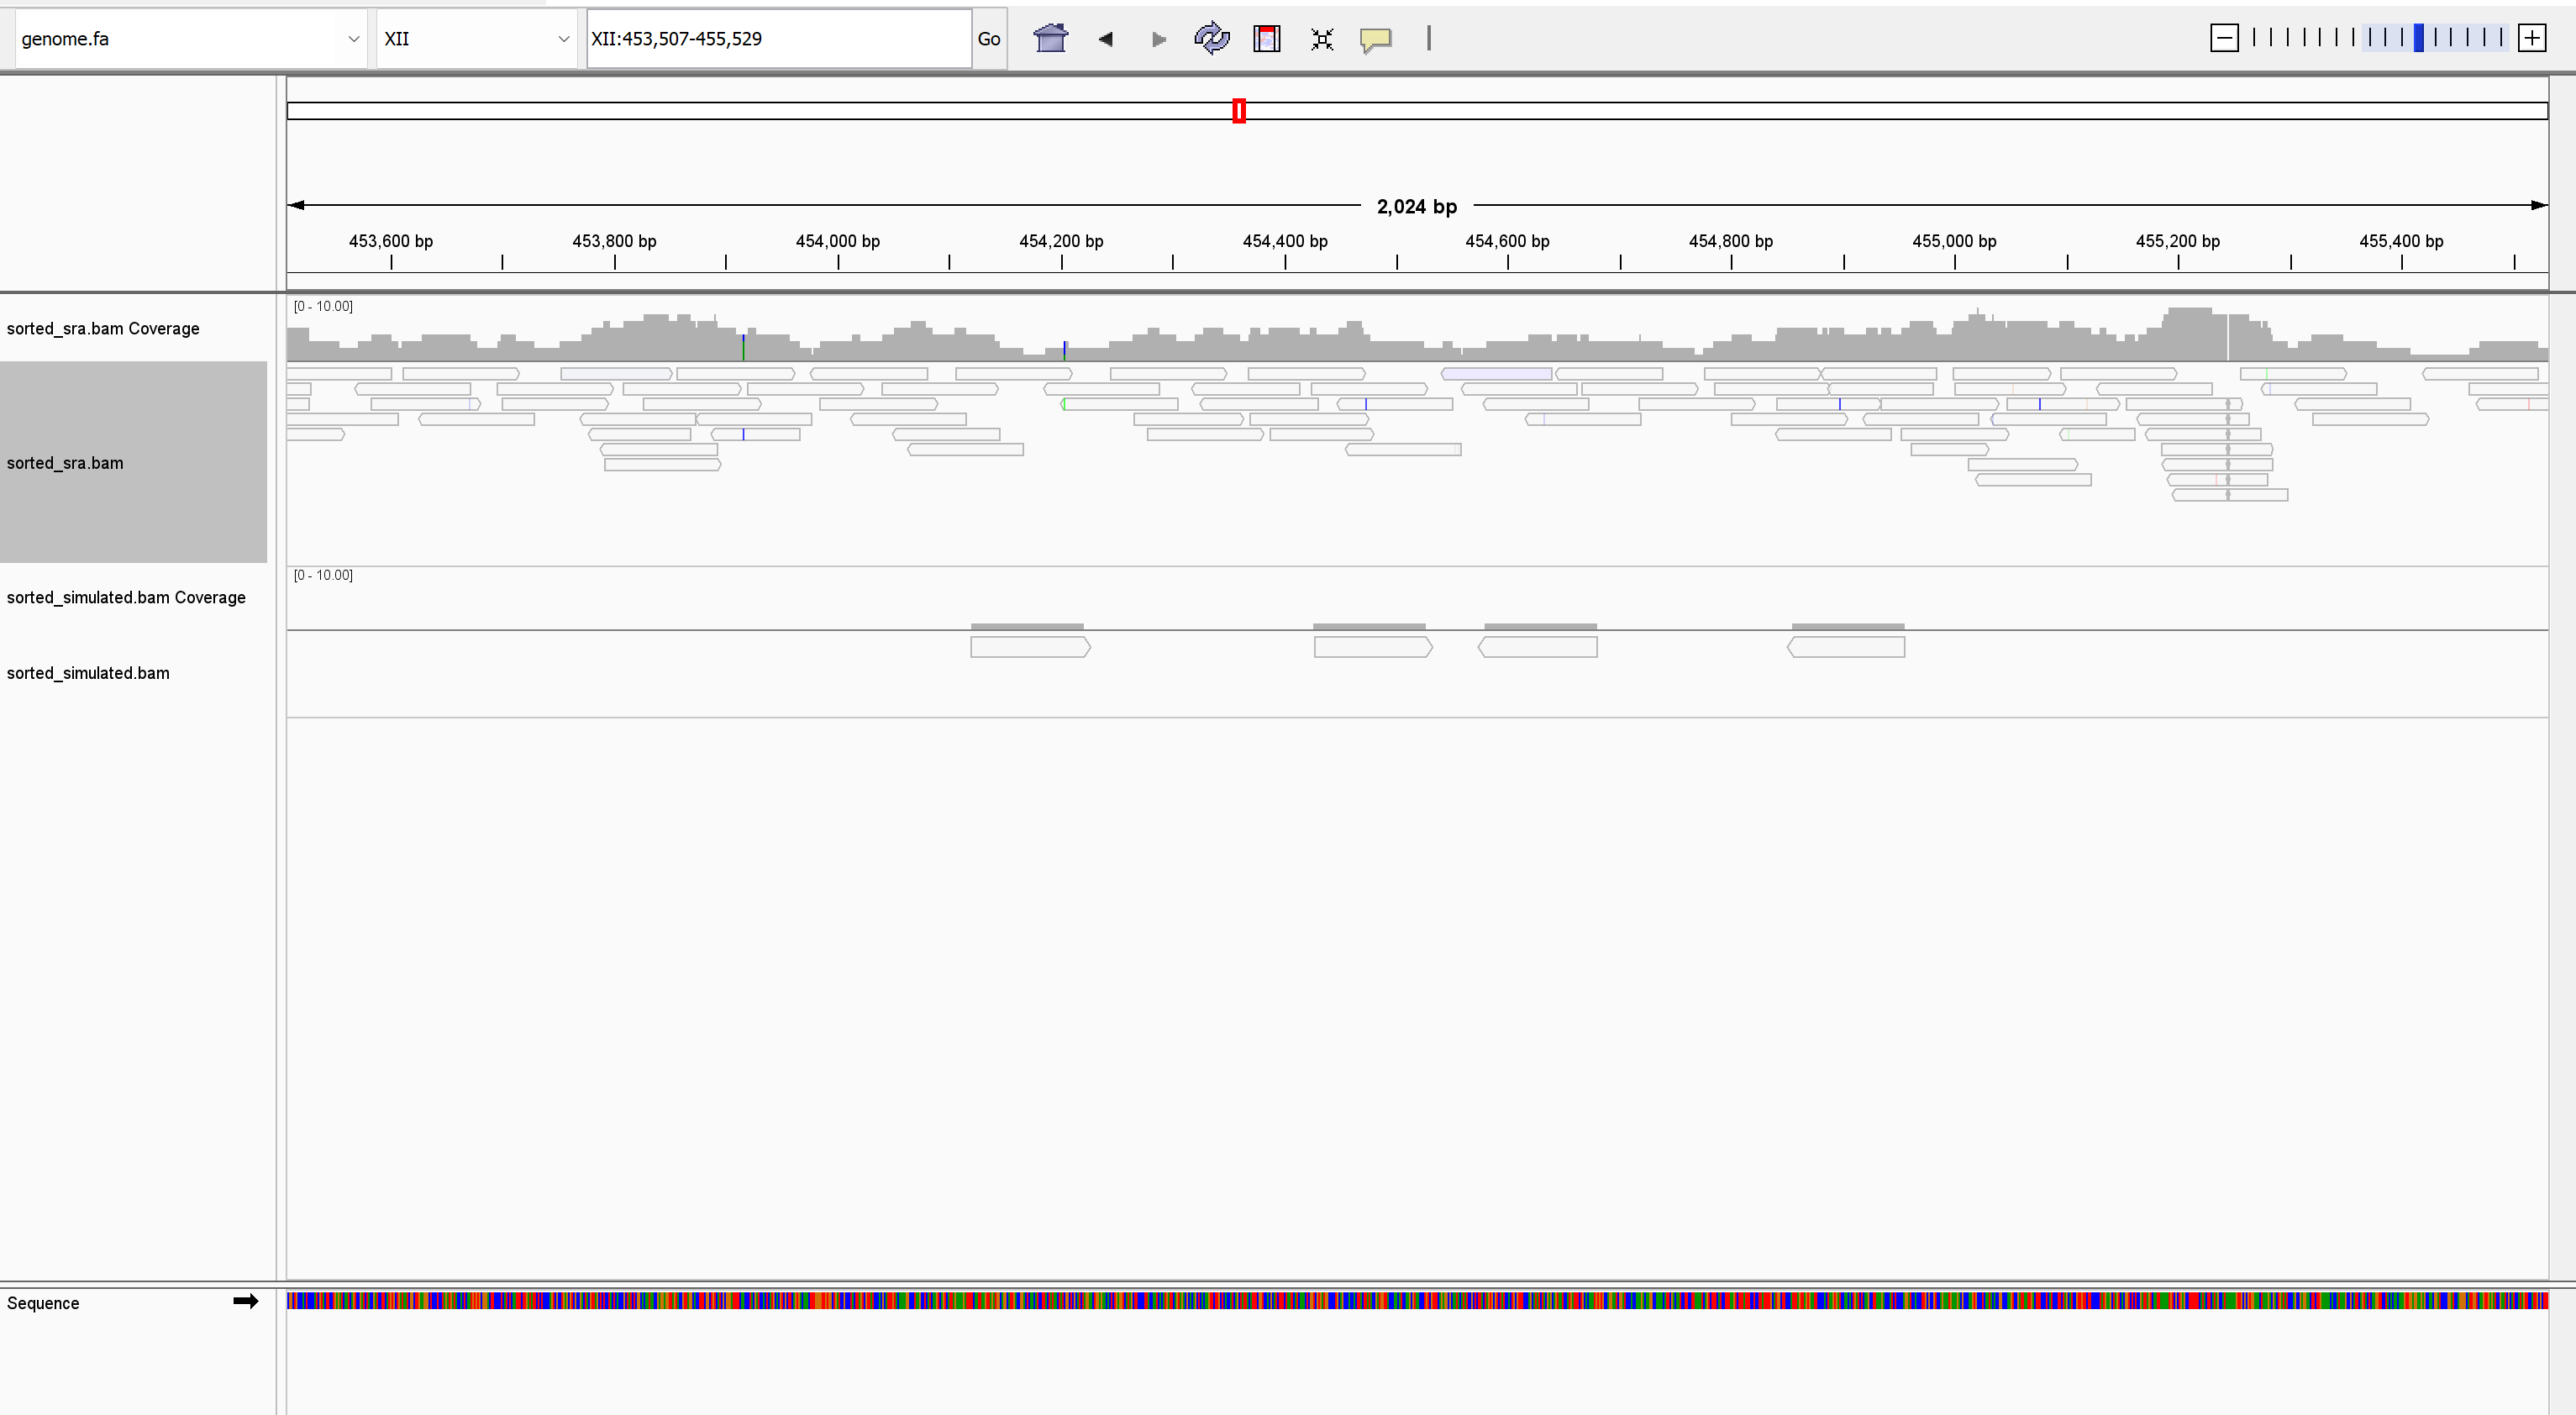 genome.fa XII XII:453,507-455,529 Go
2,024 bp
453,600 bp 453,800 bp 454,000 bp 454,200 bp 454,400 bp 454,600 bp 454,800 bp 455,000 bp 455,200 bp 455,400 bp
[0 - 10.00]
sorted_sra.bam Coverage
sorted_sra.bam
[0 - 10.00]
sorted_simulated.bam Coverage
sorted_simulated.bam
Sequence